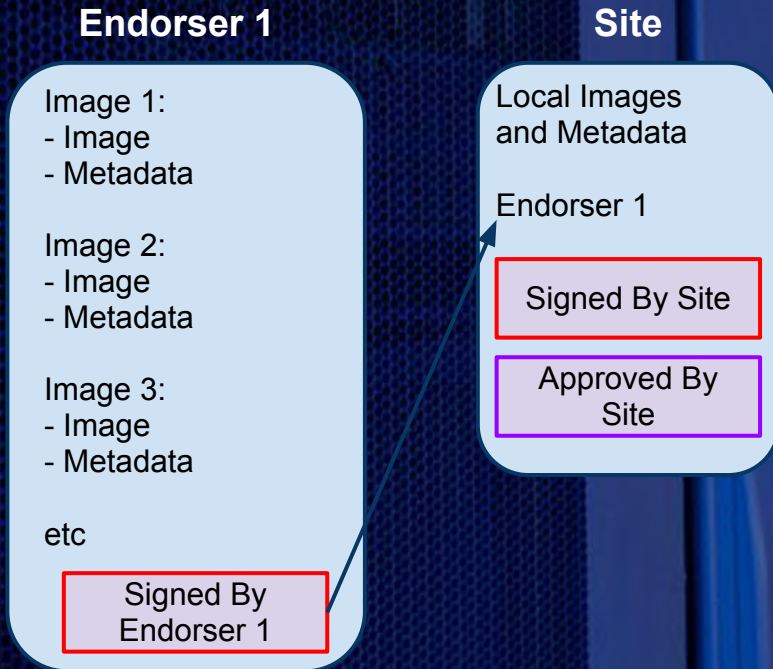 Endorser 1
Image 1:
- Image
- Metadata
Image 2:
- Image
- Metadata
Image 3:
- Image
- Metadata
etc
Signed By
Endorser 1
Site
Local Images
and Metadata
Endorser 1
Signed By Site
Approved By
Site